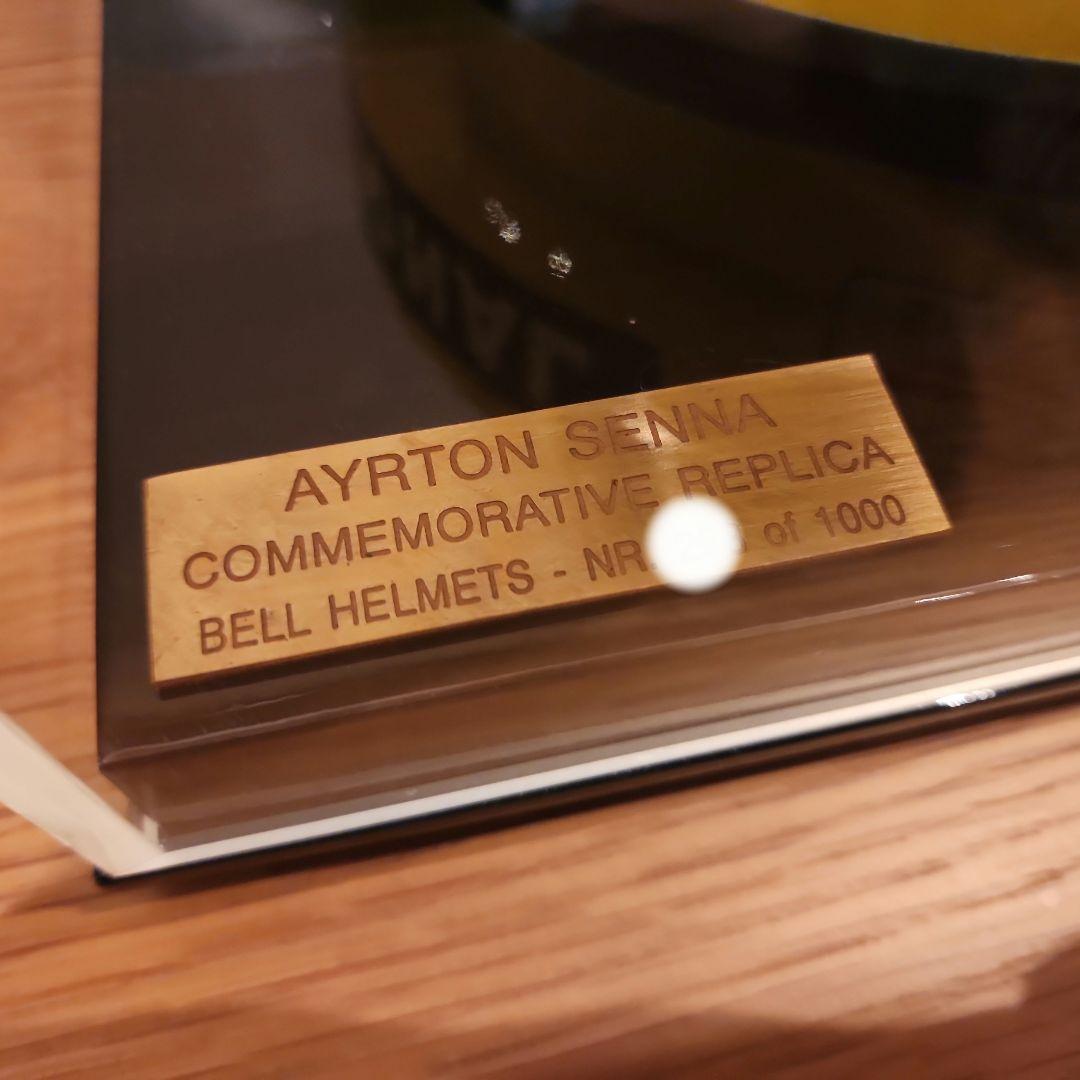 AYRTON SENNA
COMMEMORATIVE REPLICA
BELL HELMETS - NR. of 1000